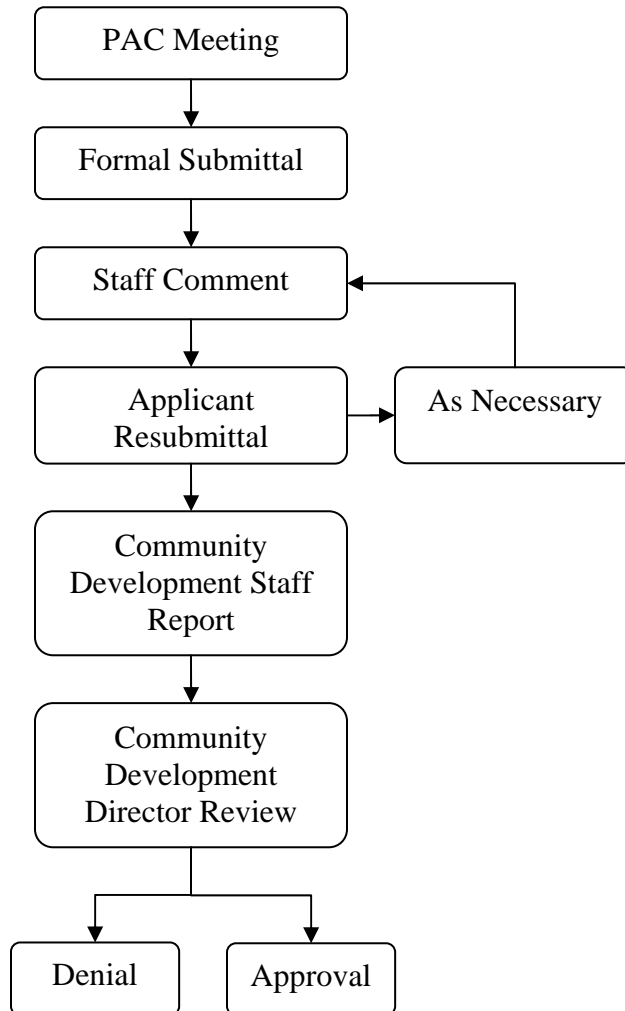 PAC Meeting
Formal Submittal
Staff Comment
Applicant
Resubmittal
As Necessary
Community
Development Staff
Report
Community
Development
Director Review
Denial
Approval